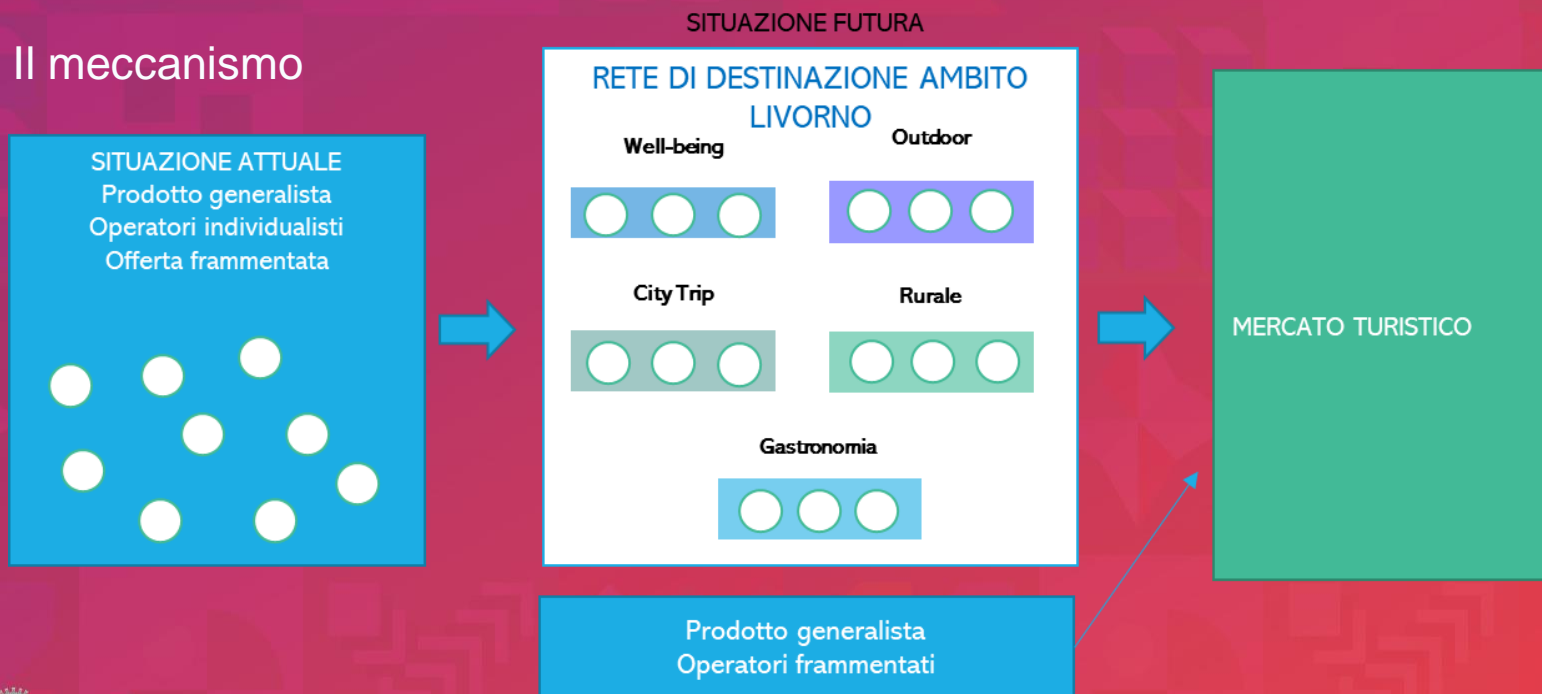 Il meccanismo
SITUAZIONE ATTUALE
Prodotto generalista
Operatori individualisti
Offerta frammentata
SITUAZIONE FUTURA
RETE DI DESTINAZIONE AMBITO
LIVORNO
Well-being
Outdoor
City Trip
Rurale
Gastronomia
Prodotto generalista
Operatori frammentati
MERCATO TURISTICO